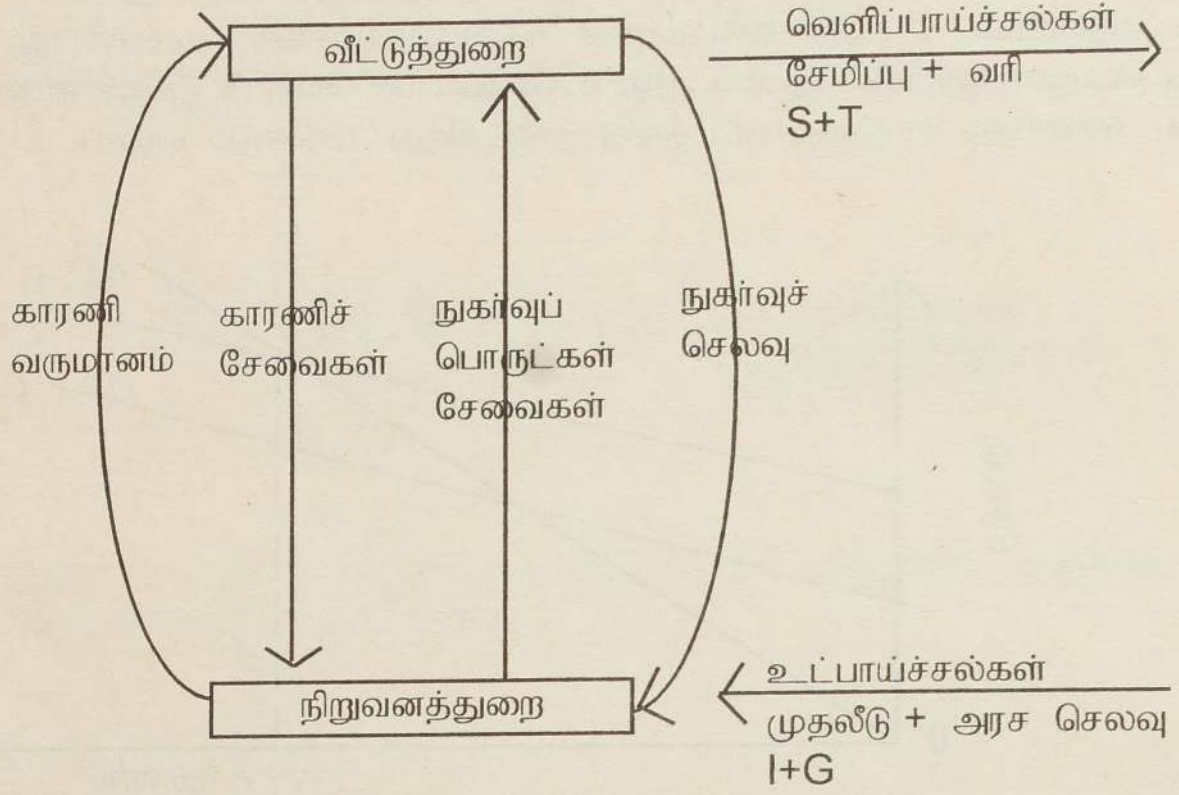 வீட்டுத்துறை
வெளிப்பாய்ச்சல்கள்
சேமிப்பு + வரி
S+T
காரணி
வருமானம்
காரணிச்
சேவைகள்
நுகர்வுப்
பொருட்கள்
சேவைகள்
நுகர்வுச்
செலவு
நிறுவனத்துறை
உட்பாய்ச்சல்கள்
முதலீடு + அரச செலவு
I+G